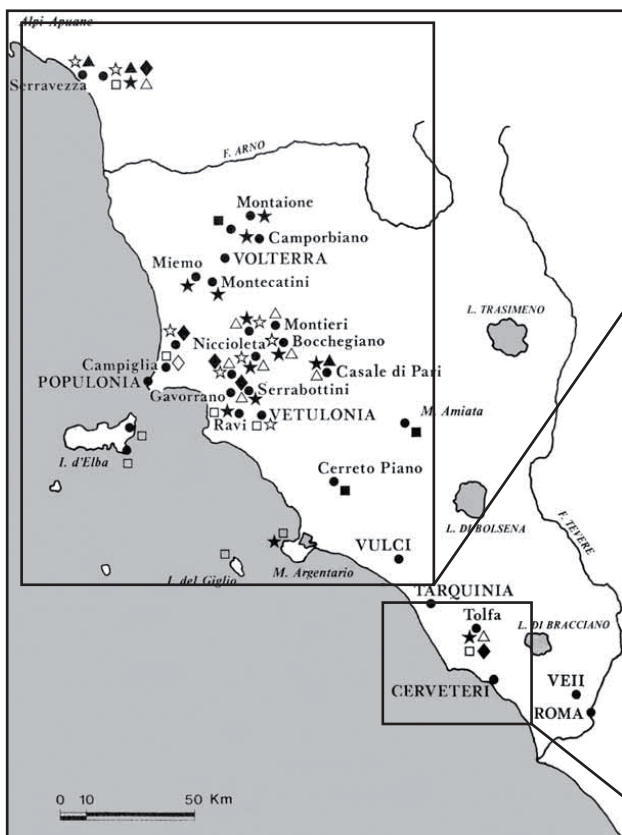 Alpi Apuane
Serravezza
F. ARNO
Montaione
Camporbiano
VOLTERRA
Miemo
Montecatini
L. TRASIMENO
Montieri
Niccioleta
Bocchegiano
Campiglia
Casale di Pari
POPULONIA
Gavorrano
Serrabottini
Ravi
VETULONIA
M. Amiata
I. d'Elba
Cerreto Piano
L. DI BOLSENA
F. TEVERE
VULCI
I. del Giglio
M. Argentario
TARQUINIA
Tolfa
L. DI BRACCIANO
CERVETERI
VEII
ROMA
0 10 50 Km